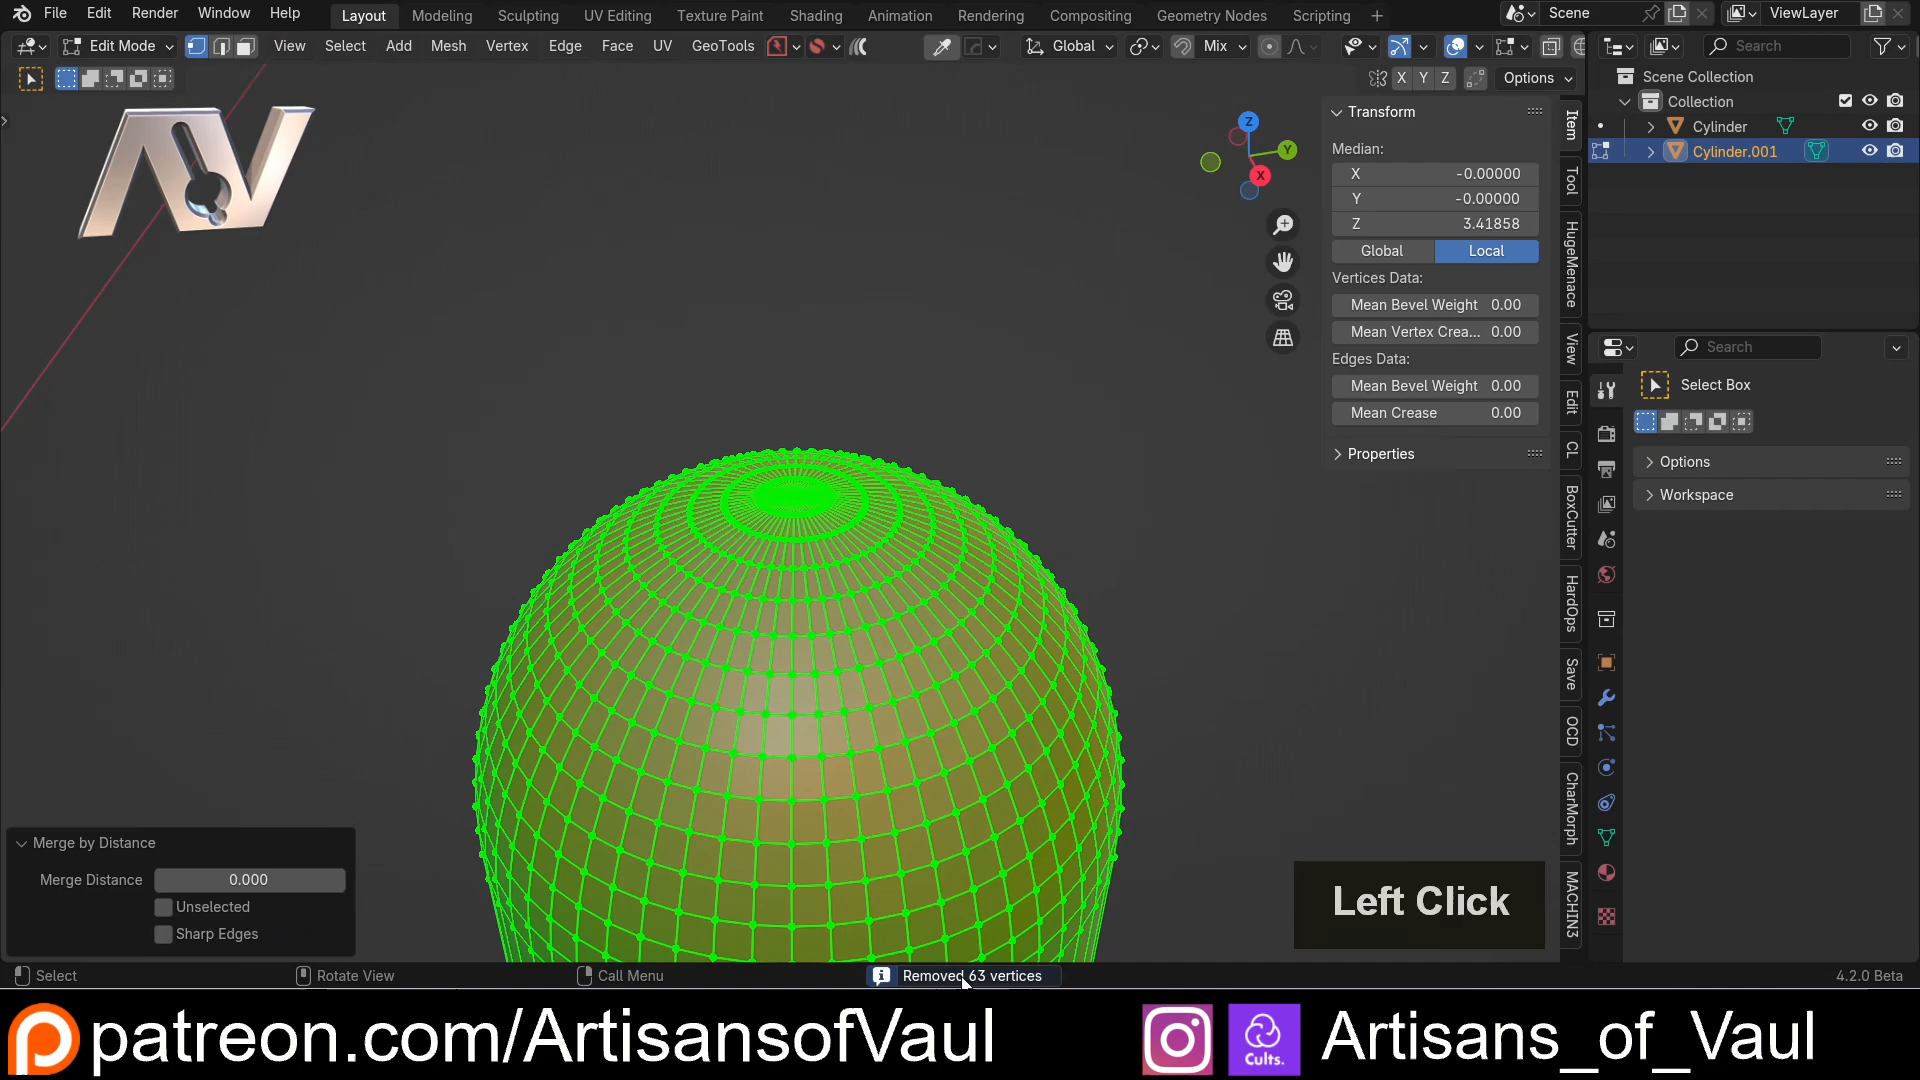 File Edit Render Window Help Layout Modeling Sculpting UV Editing Texture Paint Shading Animation Rendering Compositing Geometry Nodes Scripting + Scene ViewLayer
Edit Mode View Select Add Mesh Vertex Edge Face UV GeoTools Global Mix Search
X Y Z Options
Scene Collection
Collection
Cylinder
Cylinder.001
AV
Z
Y
X
Transform
Median:
X -0.00000
Y -0.00000
Z 3.41858
Global Local
Vertices Data:
Mean Bevel Weight 0.00
Mean Vertex Crea... 0.00
Edges Data:
Mean Bevel Weight 0.00
Mean Crease 0.00
Properties
Item
Tool
HugeMenace
View
Edit
CL
BoxCutter
HardOps
Save
OCD
CharMorph
MACHIN3
Search
Select Box
Options
Workspace
Merge by Distance
Merge Distance 0.000
Unselected
Sharp Edges
Left Click
Select Rotate View Call Menu Removed 63 vertices 4.2.0 Beta
patreon.com/ArtisansofVaul Cults. Artisans_of_Vaul